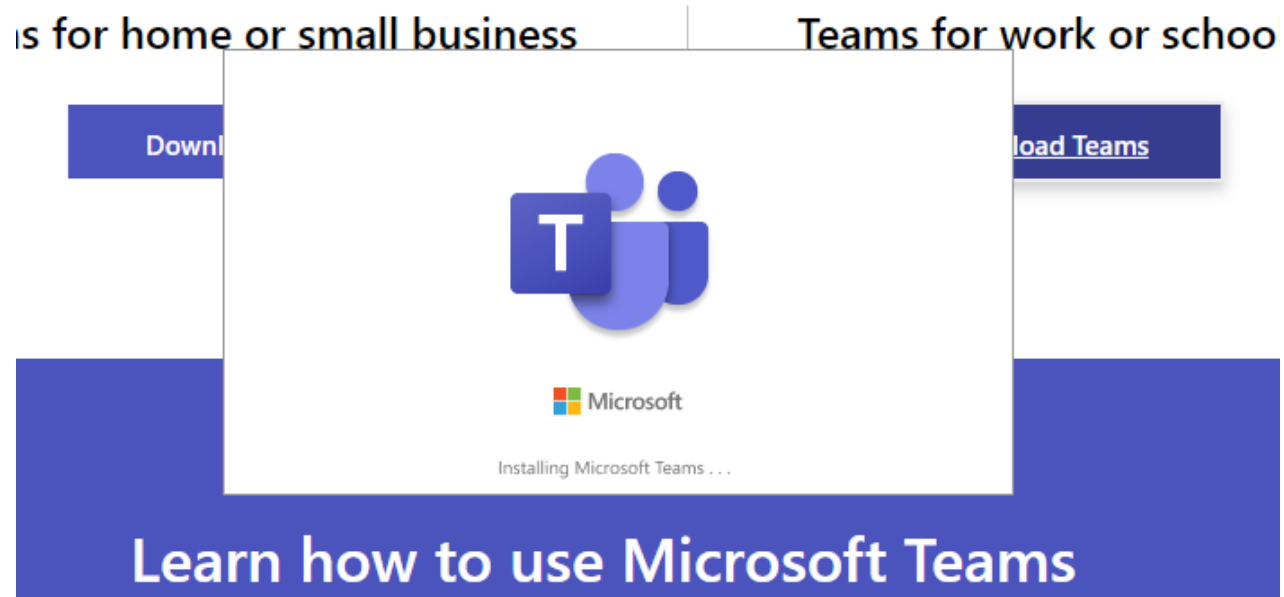 s for home or small business
Teams for work or schoo
Downl
load Teams
T
Microsoft
Installing Microsoft Teams . . .
Learn how to use Microsoft Teams